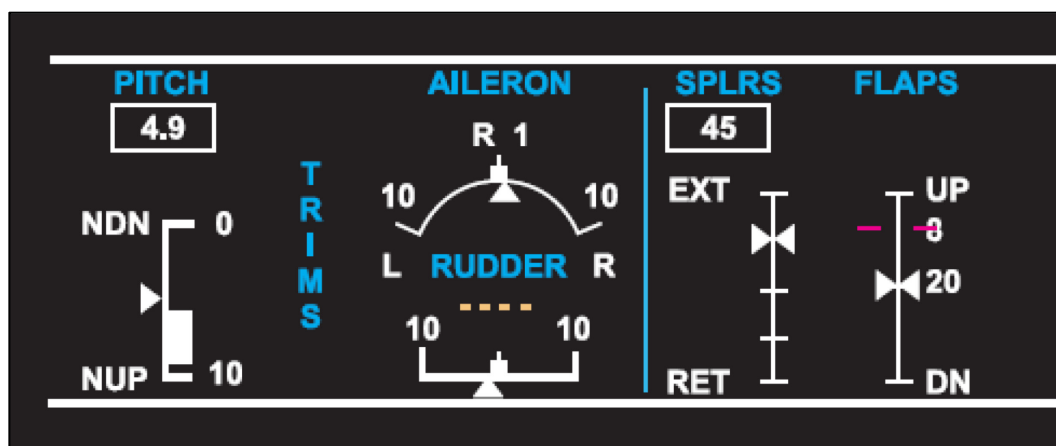 PITCH AILERON SPLRS FLAPS
4.9 45
R 1
TRIMS
10 10
EXT UP
NDN 0 8
L RUDDER R
20
10 10
NUP 10 RET DN